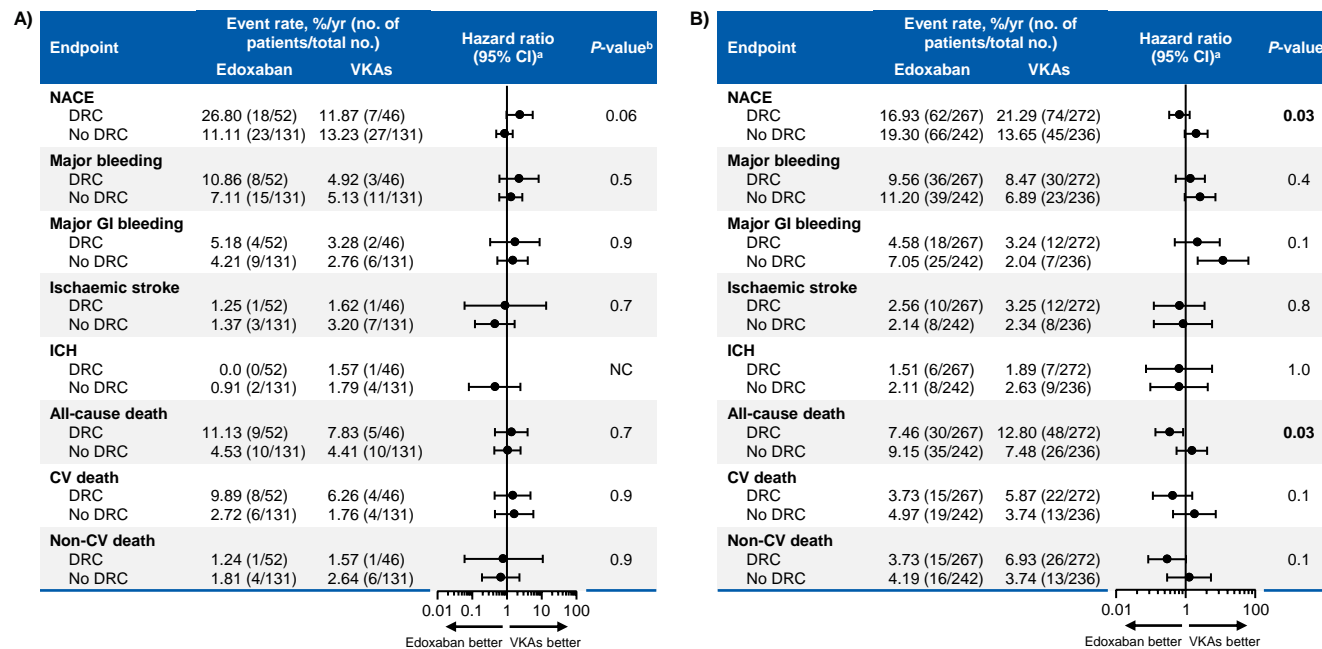 A)
Endpoint
Event rate, %/yr (no. of
patients/total no.)
Edoxaban VKAs
Hazard ratio
(95% CI)a
P-valueb
NACE
DRC 26.80 (18/52) 11.87 (7/46) 0.06
No DRC 11.11 (23/131) 13.23 (27/131)
Major bleeding
DRC 10.86 (8/52) 4.92 (3/46) 0.5
No DRC 7.11 (15/131) 5.13 (11/131)
Major GI bleeding
DRC 5.18 (4/52) 3.28 (2/46) 0.9
No DRC 4.21 (9/131) 2.76 (6/131)
Ischaemic stroke
DRC 1.25 (1/52) 1.62 (1/46) 0.7
No DRC 1.37 (3/131) 3.20 (7/131)
ICH
DRC 0.0 (0/52) 1.57 (1/46) NC
No DRC 0.91 (2/131) 1.79 (4/131)
All-cause death
DRC 11.13 (9/52) 7.83 (5/46) 0.7
No DRC 4.53 (10/131) 4.41 (10/131)
CV death
DRC 9.89 (8/52) 6.26 (4/46) 0.9
No DRC 2.72 (6/131) 1.76 (4/131)
Non-CV death
DRC 1.24 (1/52) 1.57 (1/46) 0.9
No DRC 1.81 (4/131) 2.64 (6/131)
0.01 0.1 1 10 100
Edoxaban better VKAs better
B)
Endpoint
Event rate, %/yr (no. of
patients/total no.)
Edoxaban VKAs
Hazard ratio
(95% CI)a
P-value
NACE
DRC 16.93 (62/267) 21.29 (74/272) 0.03
No DRC 19.30 (66/242) 13.65 (45/236)
Major bleeding
DRC 9.56 (36/267) 8.47 (30/272) 0.4
No DRC 11.20 (39/242) 6.89 (23/236)
Major GI bleeding
DRC 4.58 (18/267) 3.24 (12/272) 0.1
No DRC 7.05 (25/242) 2.04 (7/236)
Ischaemic stroke
DRC 2.56 (10/267) 3.25 (12/272) 0.8
No DRC 2.14 (8/242) 2.34 (8/236)
ICH
DRC 1.51 (6/267) 1.89 (7/272) 1.0
No DRC 2.11 (8/242) 2.63 (9/236)
All-cause death
DRC 7.46 (30/267) 12.80 (48/272) 0.03
No DRC 9.15 (35/242) 7.48 (26/236)
CV death
DRC 3.73 (15/267) 5.87 (22/272) 0.1
No DRC 4.97 (19/242) 3.74 (13/236)
Non-CV death
DRC 3.73 (15/267) 6.93 (26/272) 0.1
No DRC 4.19 (16/242) 3.74 (13/236)
0.01 1 100
Edoxaban better VKAs better